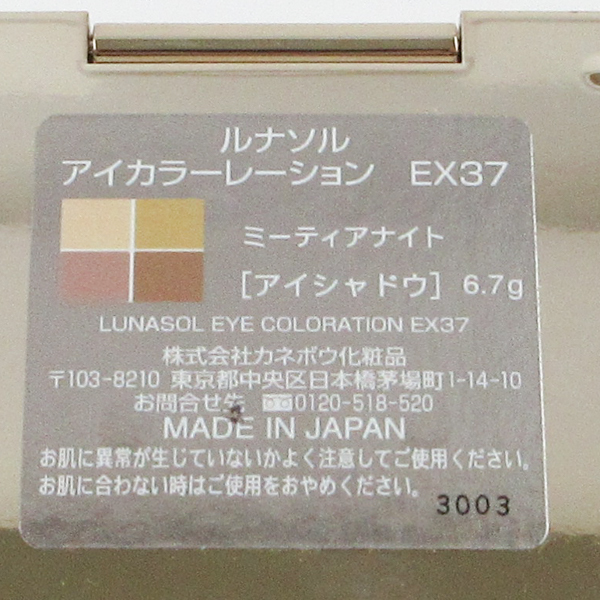 ルナソル
アイカラーレーション EX37
ミーティアナイト
[アイシャドウ] 6.7g
LUNASOL EYE COLORATION EX37
株式会社カネボウ化粧品
〒103-8210 東京都中央区日本橋茅場町1-14-10
お問合せ先 0120-518-520
MADE IN JAPAN
お肌に異常が生じていないかよく注意してご使用ください。
お肌に合わない時はご使用をおやめください。
3003